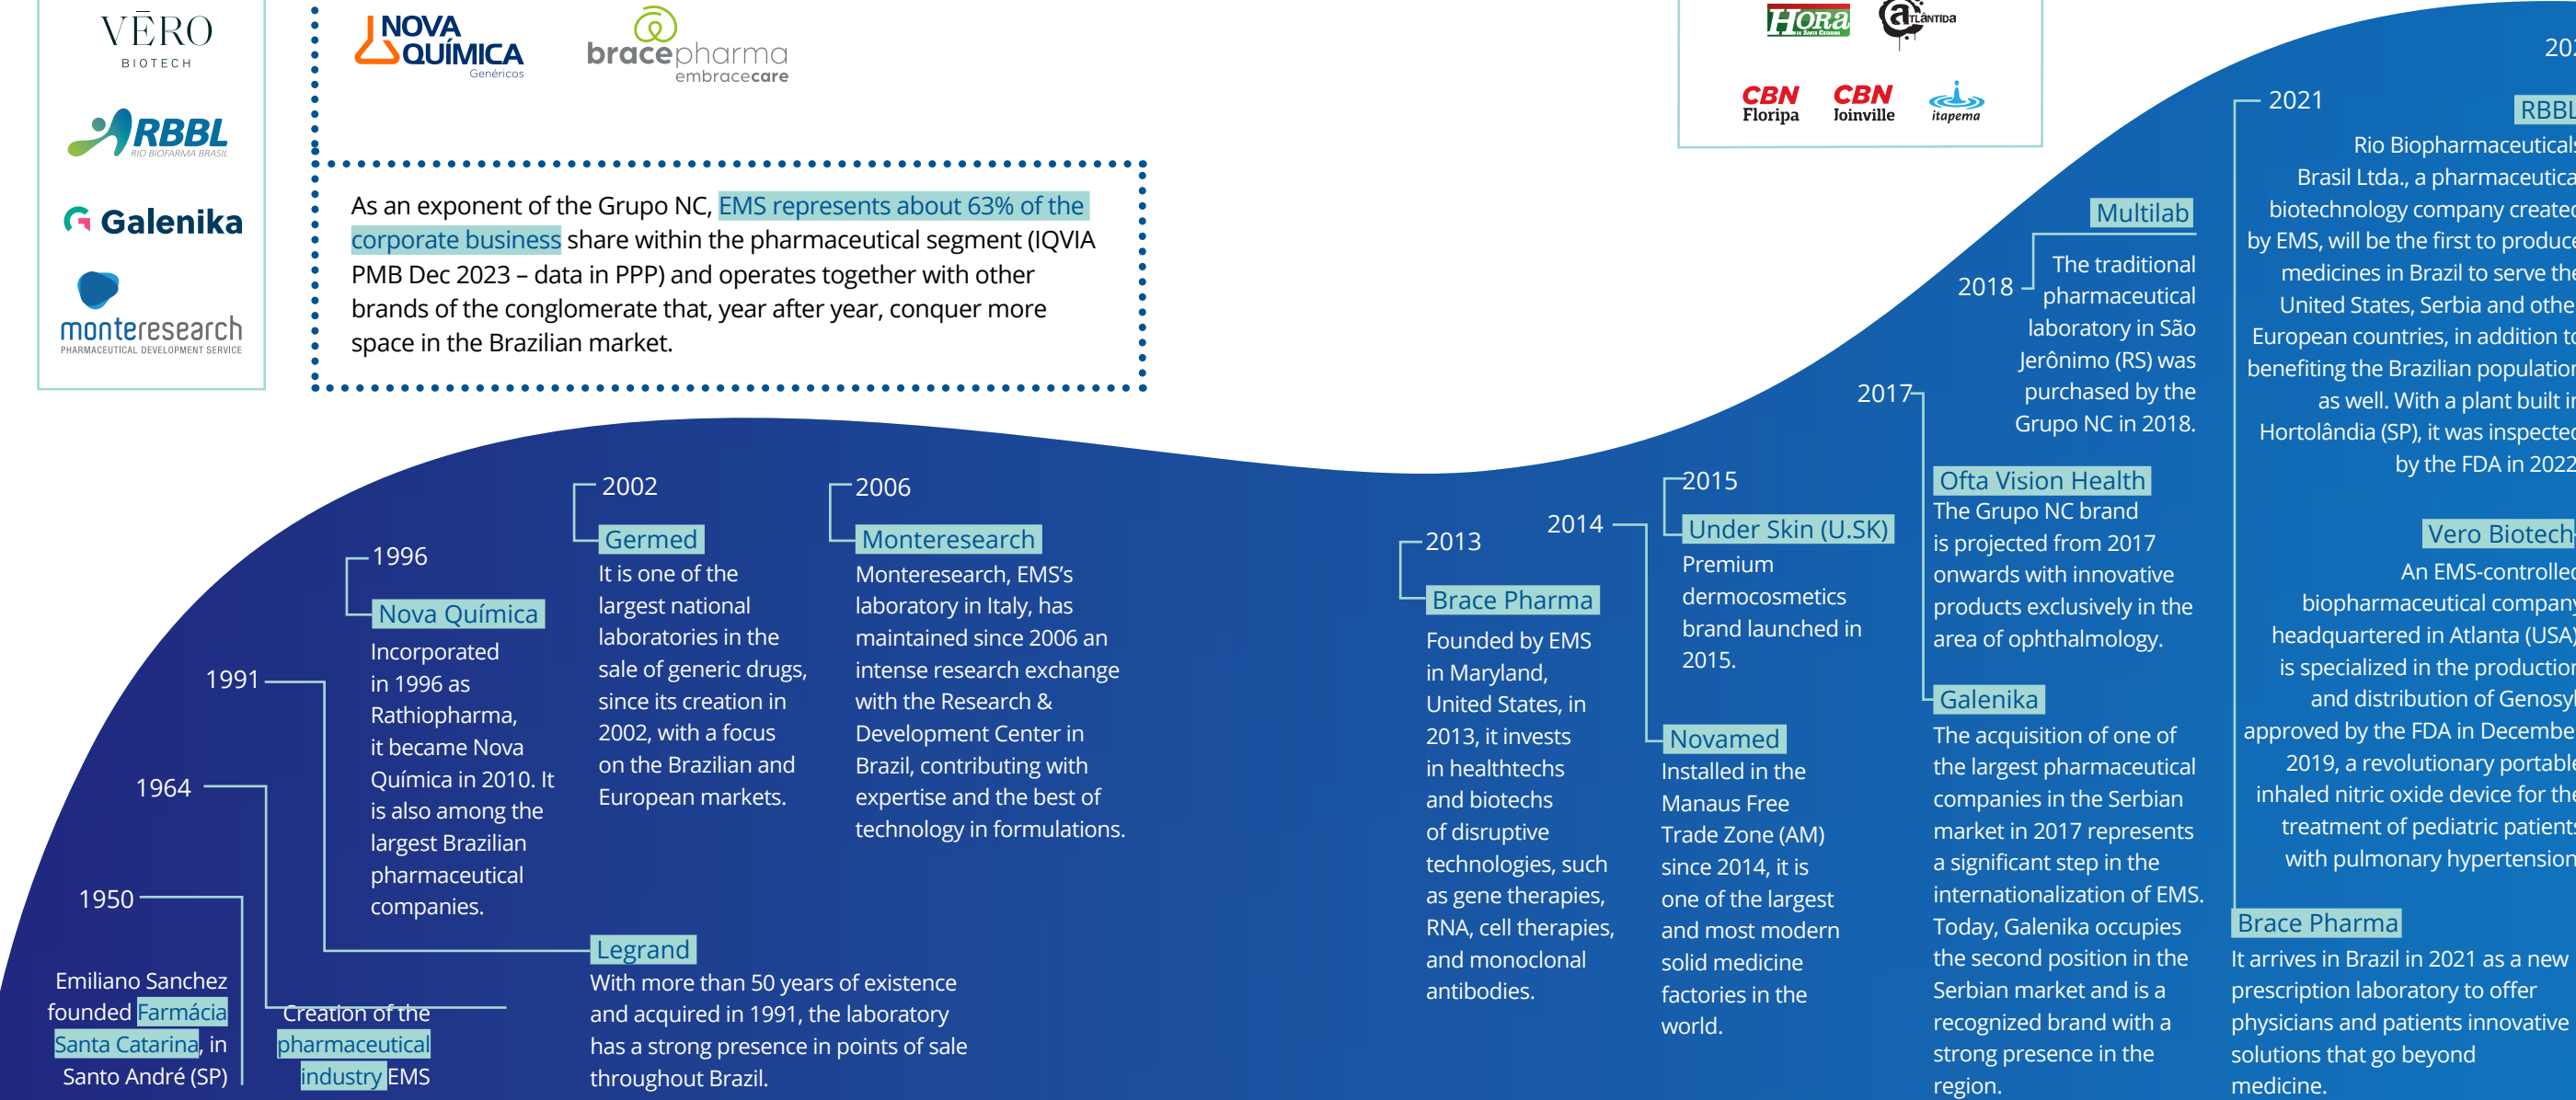 VĒRO
BIOTECH
RBBL
RIO BIOFARMA BRASIL
Galenika
monteresearch
PHARMACEUTICAL DEVELOPMENT SERVICE
NOVA
QUÍMICA
Genéricos
bracepharma
embracecare
As an exponent of the Grupo NC, EMS represents about 63% of the
corporate business share within the pharmaceutical segment (IQVIA
PMB Dec 2023 – data in PPP) and operates together with other
brands of the conglomerate that, year after year, conquer more
space in the Brazilian market.
HORA
DE SANTA CATARINA
ATLÂNTIDA
CBN
Floripa
CBN
Joinville
itapema
1950
Emiliano Sanchez
founded Farmácia
Santa Catarina, in
Santo André (SP)
1964
Creation of the
pharmaceutical
industry EMS
1991
Legrand
With more than 50 years of existence
and acquired in 1991, the laboratory
has a strong presence in points of sale
throughout Brazil.
1996
Nova Química
Incorporated
in 1996 as
Rathiopharma,
it became Nova
Química in 2010. It
is also among the
largest Brazilian
pharmaceutical
companies.
2002
Germed
It is one of the
largest national
laboratories in the
sale of generic drugs,
since its creation in
2002, with a focus
on the Brazilian and
European markets.
2006
Monteresearch
Monteresearch, EMS's
laboratory in Italy, has
maintained since 2006 an
intense research exchange
with the Research &
Development Center in
Brazil, contributing with
expertise and the best of
technology in formulations.
2013
Brace Pharma
Founded by EMS
in Maryland,
United States, in
2013, it invests
in healthtechs
and biotechs
of disruptive
technologies, such
as gene therapies,
RNA, cell therapies,
and monoclonal
antibodies.
2014
Novamed
Installed in the
Manaus Free
Trade Zone (AM)
since 2014, it is
one of the largest
and most modern
solid medicine
factories in the
world.
2015
Under Skin (U.SK)
Premium
dermocosmetics
brand launched in
2015.
2017
Ofta Vision Health
The Grupo NC brand
is projected from 2017
onwards with innovative
products exclusively in the
area of ophthalmology.
Galenika
The acquisition of one of
the largest pharmaceutical
companies in the Serbian
market in 2017 represents
a significant step in the
internationalization of EMS.
Today, Galenika occupies
the second position in the
Serbian market and is a
recognized brand with a
strong presence in the
region.
2018
Multilab
The traditional
pharmaceutical
laboratory in São
Jerônimo (RS) was
purchased by the
Grupo NC in 2018.
2021
Brace Pharma
It arrives in Brazil in 2021 as a new
prescription laboratory to offer
physicians and patients innovative
solutions that go beyond
medicine.
RBBL
Rio Biopharmaceuticals
Brasil Ltda., a pharmaceutical
biotechnology company created
by EMS, will be the first to produce
medicines in Brazil to serve the
United States, Serbia and other
European countries, in addition to
benefiting the Brazilian population
as well. With a plant built in
Hortolândia (SP), it was inspected
by the FDA in 2022
Vero Biotech
An EMS-controlled
biopharmaceutical company
headquartered in Atlanta (USA)
is specialized in the production
and distribution of Genosyl
approved by the FDA in December
2019, a revolutionary portable
inhaled nitric oxide device for the
treatment of pediatric patients
with pulmonary hypertension